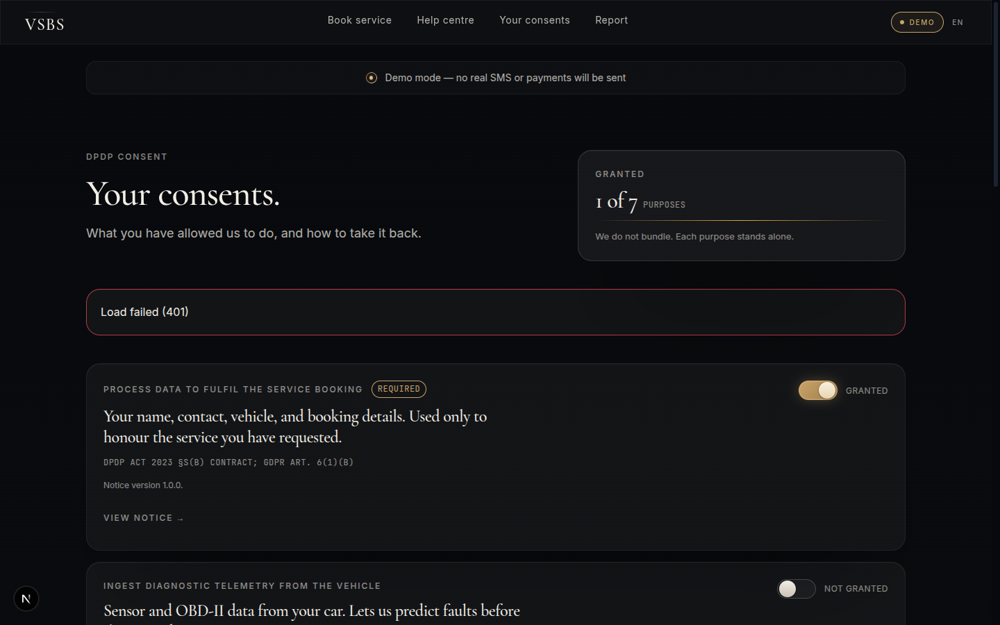 VSBS
Book service
Help centre
Your consents
Report
DEMO
EN
Demo mode — no real SMS or payments will be sent
DPDP CONSENT
Your consents.
What you have allowed us to do, and how to take it back.
GRANTED
1 of 7 PURPOSES
We do not bundle. Each purpose stands alone.
Load failed (401)
PROCESS DATA TO FULFIL THE SERVICE BOOKING REQUIRED
GRANTED
Your name, contact, vehicle, and booking details. Used only to
honour the service you have requested.
DPDP ACT 2023 §S(B) CONTRACT; GDPR ART. 6(1)(B)
Notice version 1.0.0.
VIEW NOTICE →
INGEST DIAGNOSTIC TELEMETRY FROM THE VEHICLE
NOT GRANTED
Sensor and OBD-II data from your car. Lets us predict faults before
N